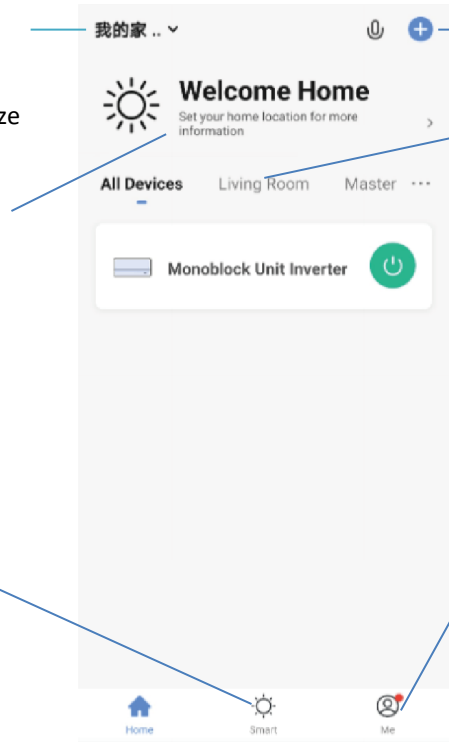 我的家 ..
ze
Welcome Home
Set your home location for more
information
All Devices Living Room Master ...
Monoblock Unit Inverter
Home Smart Me